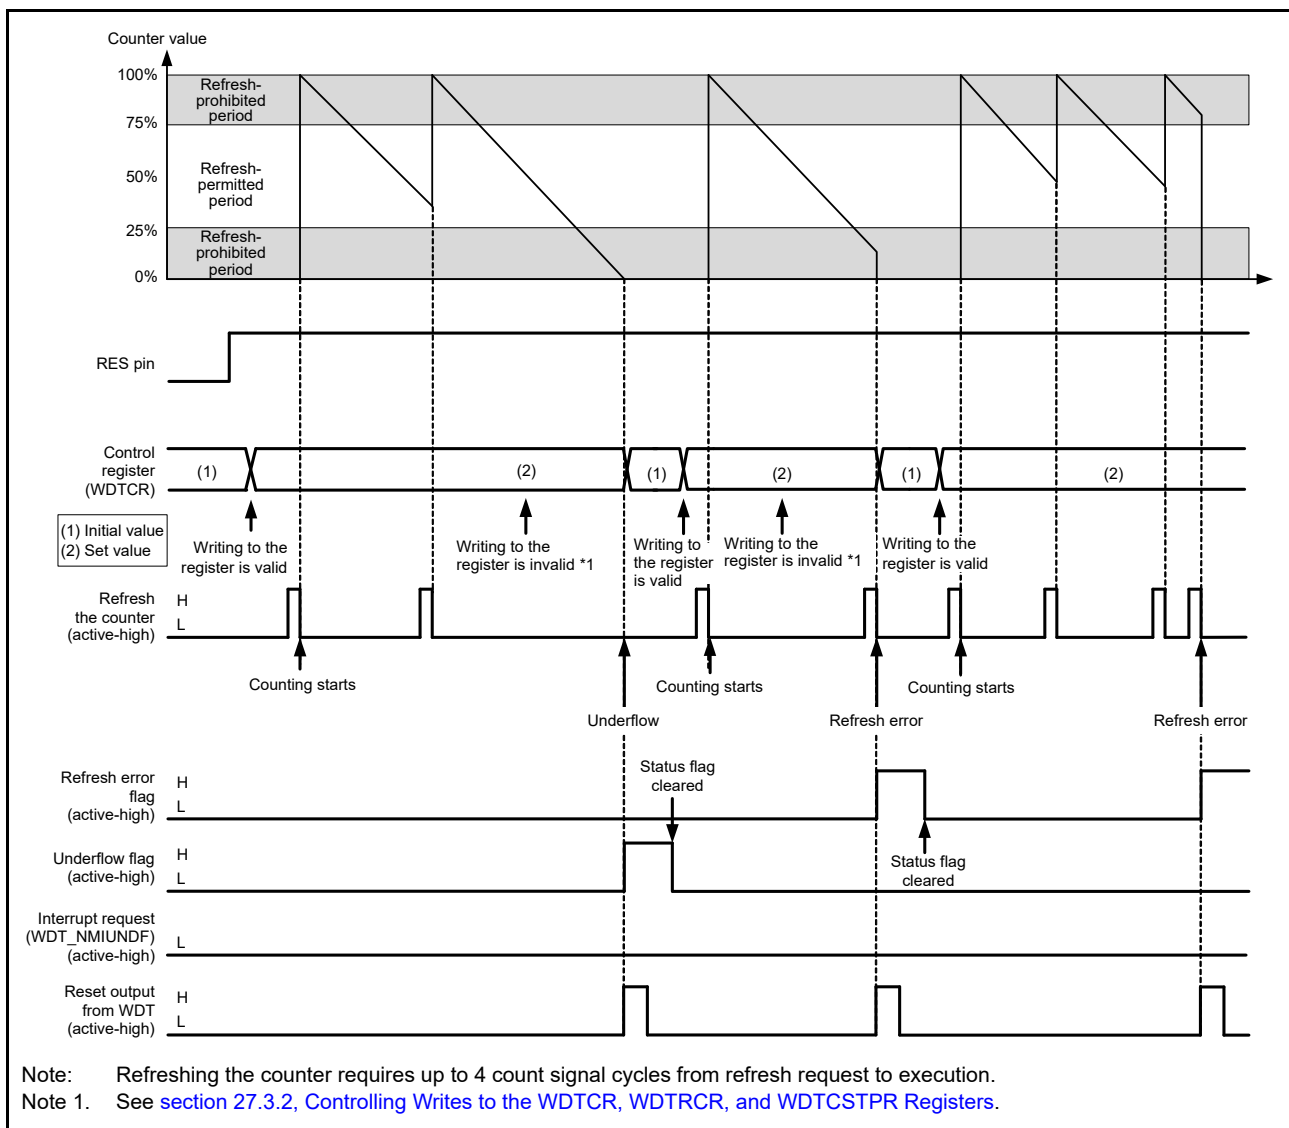 Counter value
100%
Refresh-
prohibited
period
75%
50%
Refresh-
permitted
period
25%
Refresh-
prohibited
period
0%
RES pin
Control
register
(WDTCR)
(1)
(2)
(1)
(2)
(1)
(2)
(1) Initial value
(2) Set value
Writing to the
register is valid
Writing to the
register is invalid *1
Writing to
the register
is valid
Writing to the
register is invalid *1
Writing to the
register is valid
Refresh
the counter
(active-high)
H
L
Counting starts
Counting starts
Counting starts
Underflow
Refresh error
Refresh error
Refresh error
flag
(active-high)
H
L
Status flag
cleared
Status flag
cleared
Underflow flag
(active-high)
H
L
Interrupt request
(WDT_NMIUNDF)
(active-high)
L
Reset output
from WDT
(active-high)
H
L
Note: Refreshing the counter requires up to 4 count signal cycles from refresh request to execution.
Note 1. See section 27.3.2, Controlling Writes to the WDTCR, WDTRCR, and WDTCSTPR Registers.